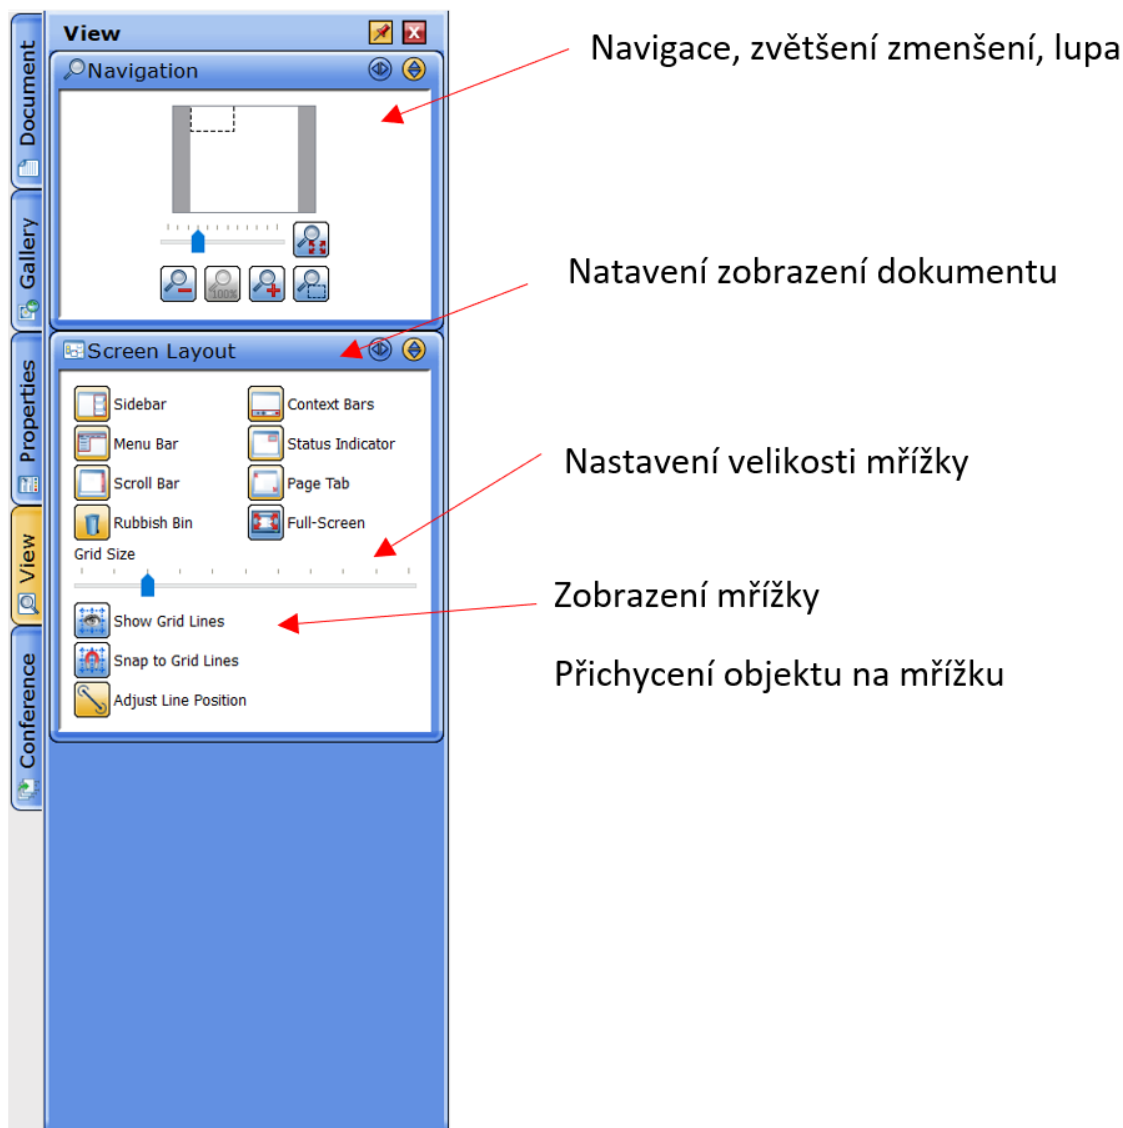 View
Navigation
100%
Screen Layout
Sidebar
Context Bars
Menu Bar
Status Indicator
Scroll Bar
Page Tab
Rubbish Bin
Full-Screen
Grid Size
Show Grid Lines
Snap to Grid Lines
Adjust Line Position
Document
Gallery
Properties
View
Conference
Navigace, zvětšení zmenšení, lupa
Natavení zobrazení dokumentu
Nastavení velikosti mřížky
Zobrazení mřížky
Přichycení objektu na mřížku